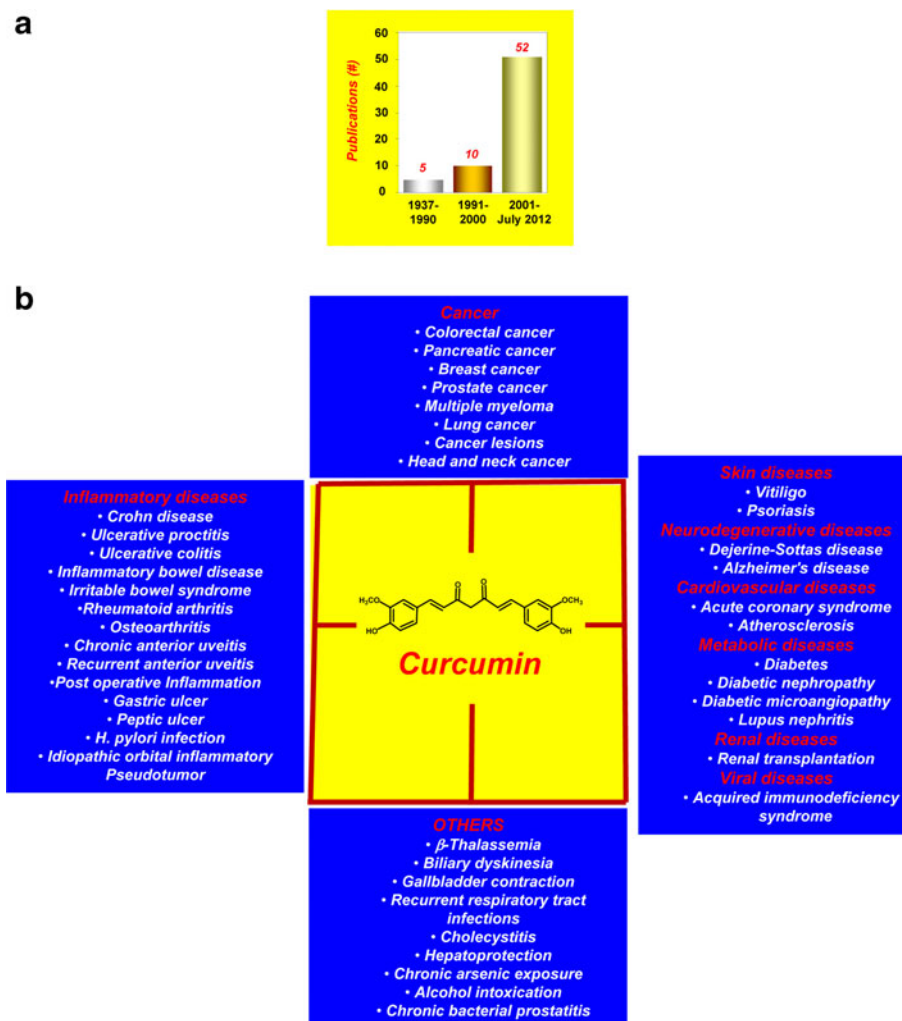 a
Publications (#)
60
50
40
30
20
10
0
5
10
52
1937-
1990
1991-
2000
2001-
July 2012
b
Cancer
• Colorectal cancer
• Pancreatic cancer
• Breast cancer
• Prostate cancer
• Multiple myeloma
• Lung cancer
• Cancer lesions
• Head and neck cancer
Inflammatory diseases
• Crohn disease
• Ulcerative proctitis
• Ulcerative colitis
• Inflammatory bowel disease
• Irritable bowel syndrome
•Rheumatoid arthritis
• Osteoarthritis
• Chronic anterior uveitis
• Recurrent anterior uveitis
•Post operative Inflammation
• Gastric ulcer
• Peptic ulcer
• H. pylori infection
• Idiopathic orbital inflammatory
Pseudotumor
O O
H₃CO OCH₃
HO OH
Curcumin
Skin diseases
• Vitiligo
• Psoriasis
Neurodegenerative diseases
• Dejerine-Sottas disease
• Alzheimer's disease
Cardiovascular diseases
• Acute coronary syndrome
• Atherosclerosis
Metabolic diseases
• Diabetes
• Diabetic nephropathy
• Diabetic microangiopathy
• Lupus nephritis
Renal diseases
• Renal transplantation
Viral diseases
• Acquired immunodeficiency
syndrome
OTHERS
• β-Thalassemia
• Biliary dyskinesia
• Gallbladder contraction
• Recurrent respiratory tract
infections
• Cholecystitis
• Hepatoprotection
• Chronic arsenic exposure
• Alcohol intoxication
• Chronic bacterial prostatitis